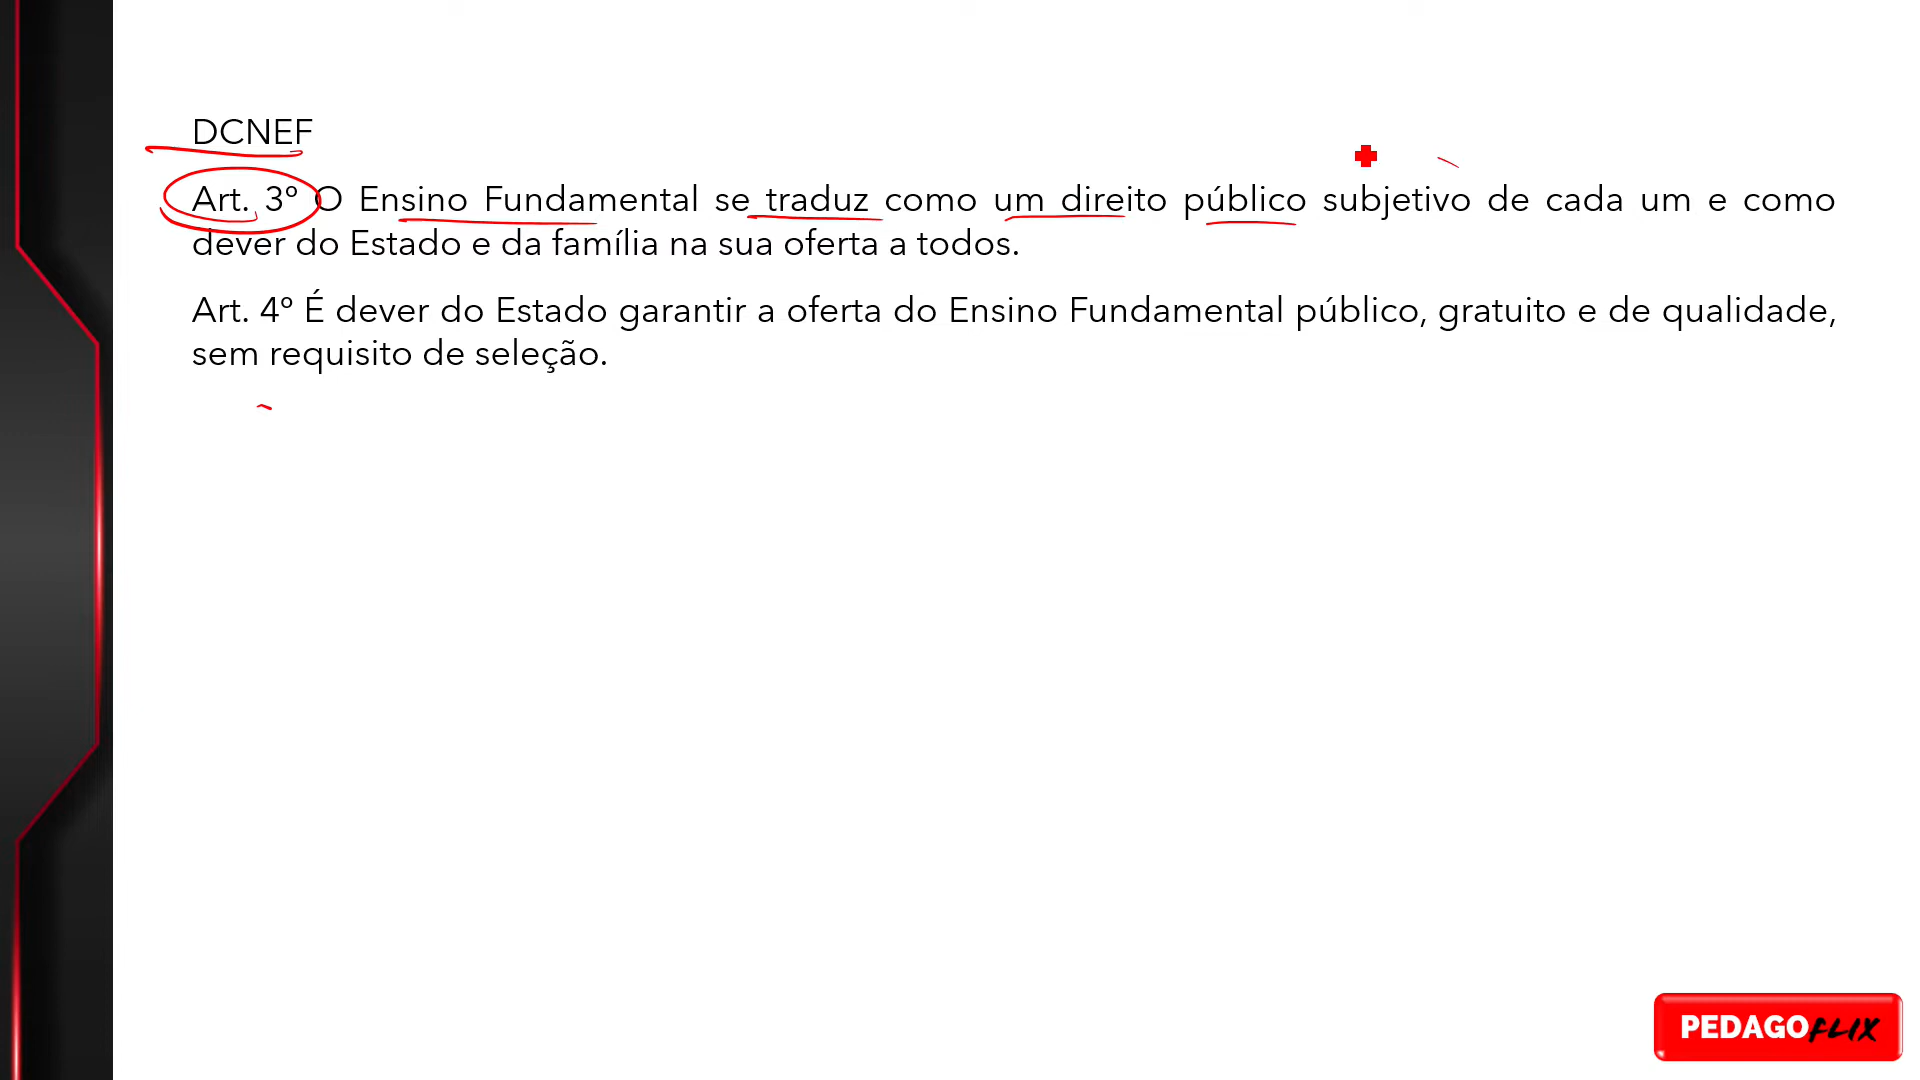 DCNEF
Art. 3º O Ensino Fundamental se traduz como um direito público subjetivo de cada um e como
dever do Estado e da família na sua oferta a todos.
Art. 4º É dever do Estado garantir a oferta do Ensino Fundamental público, gratuito e de qualidade,
sem requisito de seleção.
PEDAGOFLIX